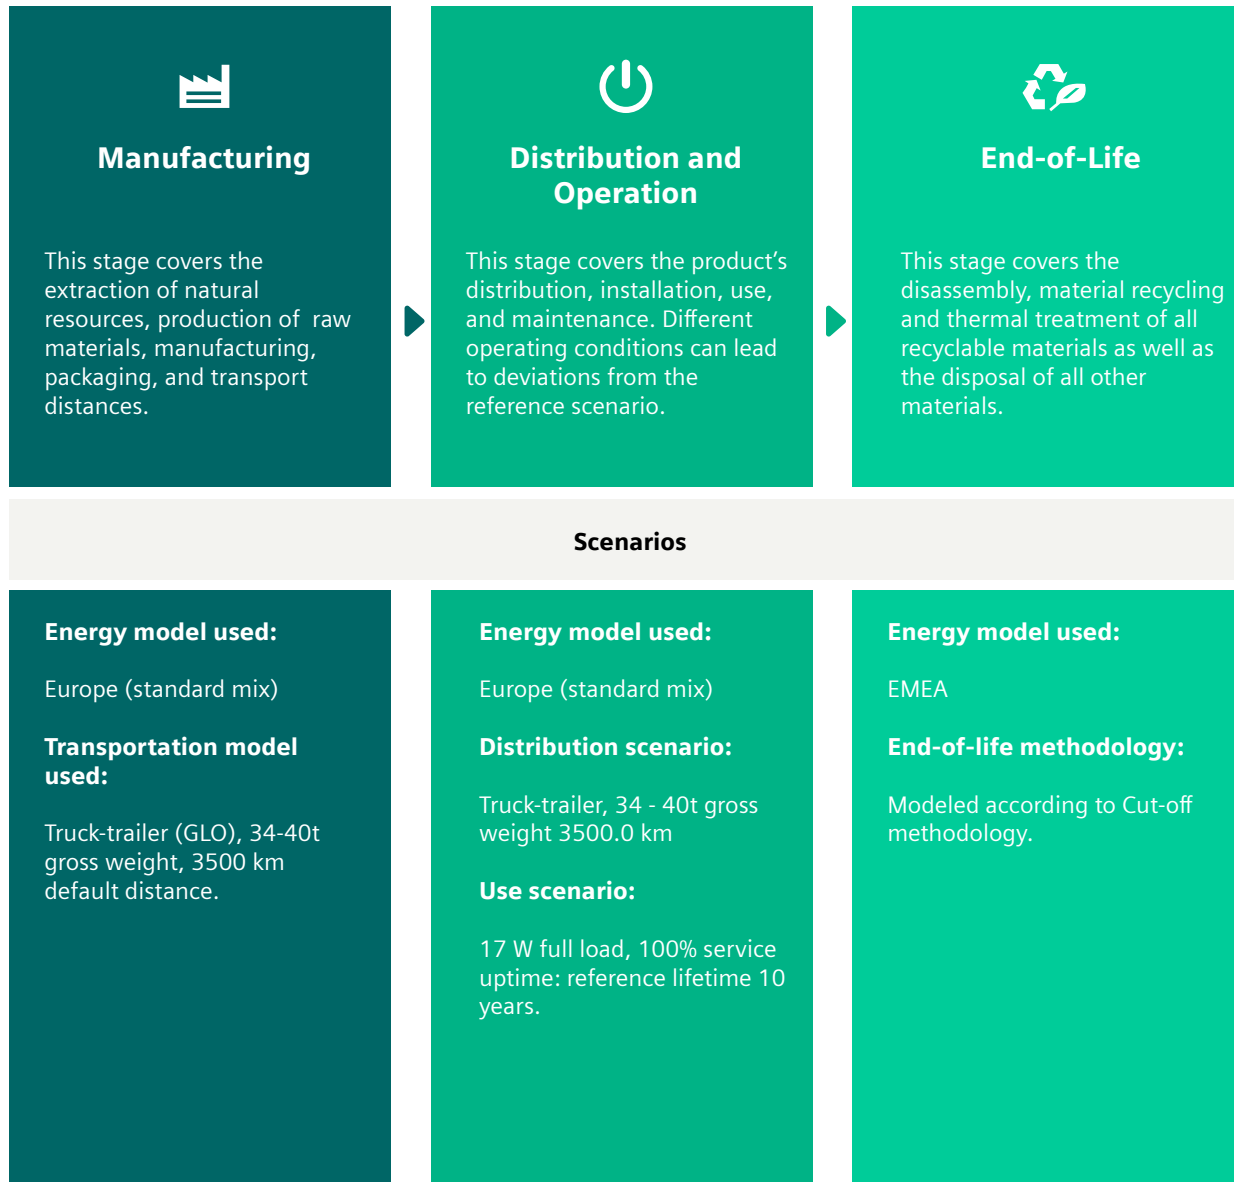 Manufacturing
This stage covers the
extraction of natural
resources, production of  raw
materials, manufacturing,
packaging, and transport
distances.
Distribution and
Operation
This stage covers the product’s
distribution, installation, use,
and maintenance. Different
operating conditions can lead
to deviations from the
reference scenario.
End-of-Life
This stage covers the
disassembly, material recycling
and thermal treatment of all
recyclable materials as well as
the disposal of all other
materials.
Scenarios
Energy model used:
Europe (standard mix)
Transportation model
used:
Truck-trailer (GLO), 34-40t
gross weight, 3500 km
default distance.
Energy model used:
Europe (standard mix)
Distribution scenario:
Truck-trailer, 34 - 40t gross
weight 3500.0 km
Use scenario:
17 W full load, 100% service
uptime: reference lifetime 10
years.
Energy model used:
EMEA
End-of-life methodology:
Modeled according to Cut-off
methodology.